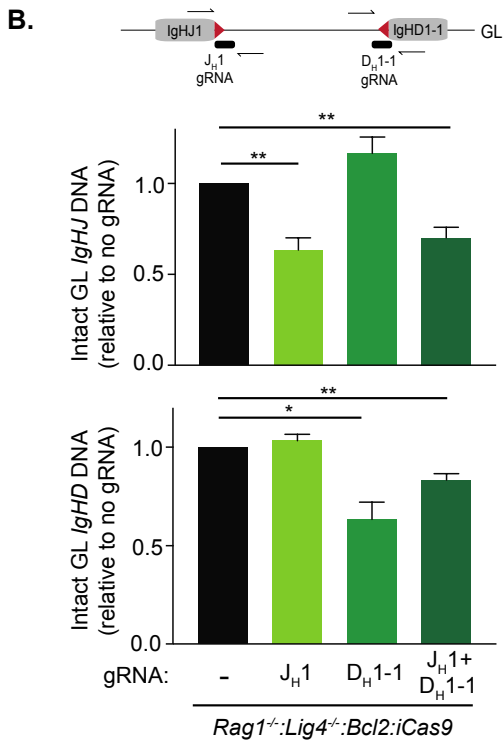 B.
IgHJ1
IgHD1-1
GL
JH1
gRNA
DH1-1
gRNA
Intact GL IgHJ DNA
(relative to no gRNA)
**
**
1.0
0.5
0.0
Intact GL IgHD DNA
(relative to no gRNA)
**
*
1.0
0.5
0.0
gRNA:
-
JH1
DH1-1
JH1+
DH1-1
Rag1-/-:Lig4-/-:Bcl2:iCas9